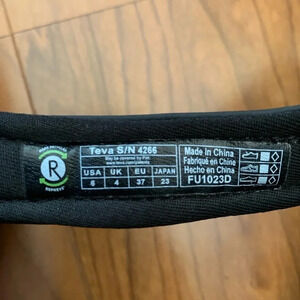 R
REPREVE
Teva S/N 4266
May be covered by Pat.
www.teva.com/patents
USA UK EU JAPAN
6 4 37 23
Made in China
Fabriqué en Chine
Hecho en China
FU1023D